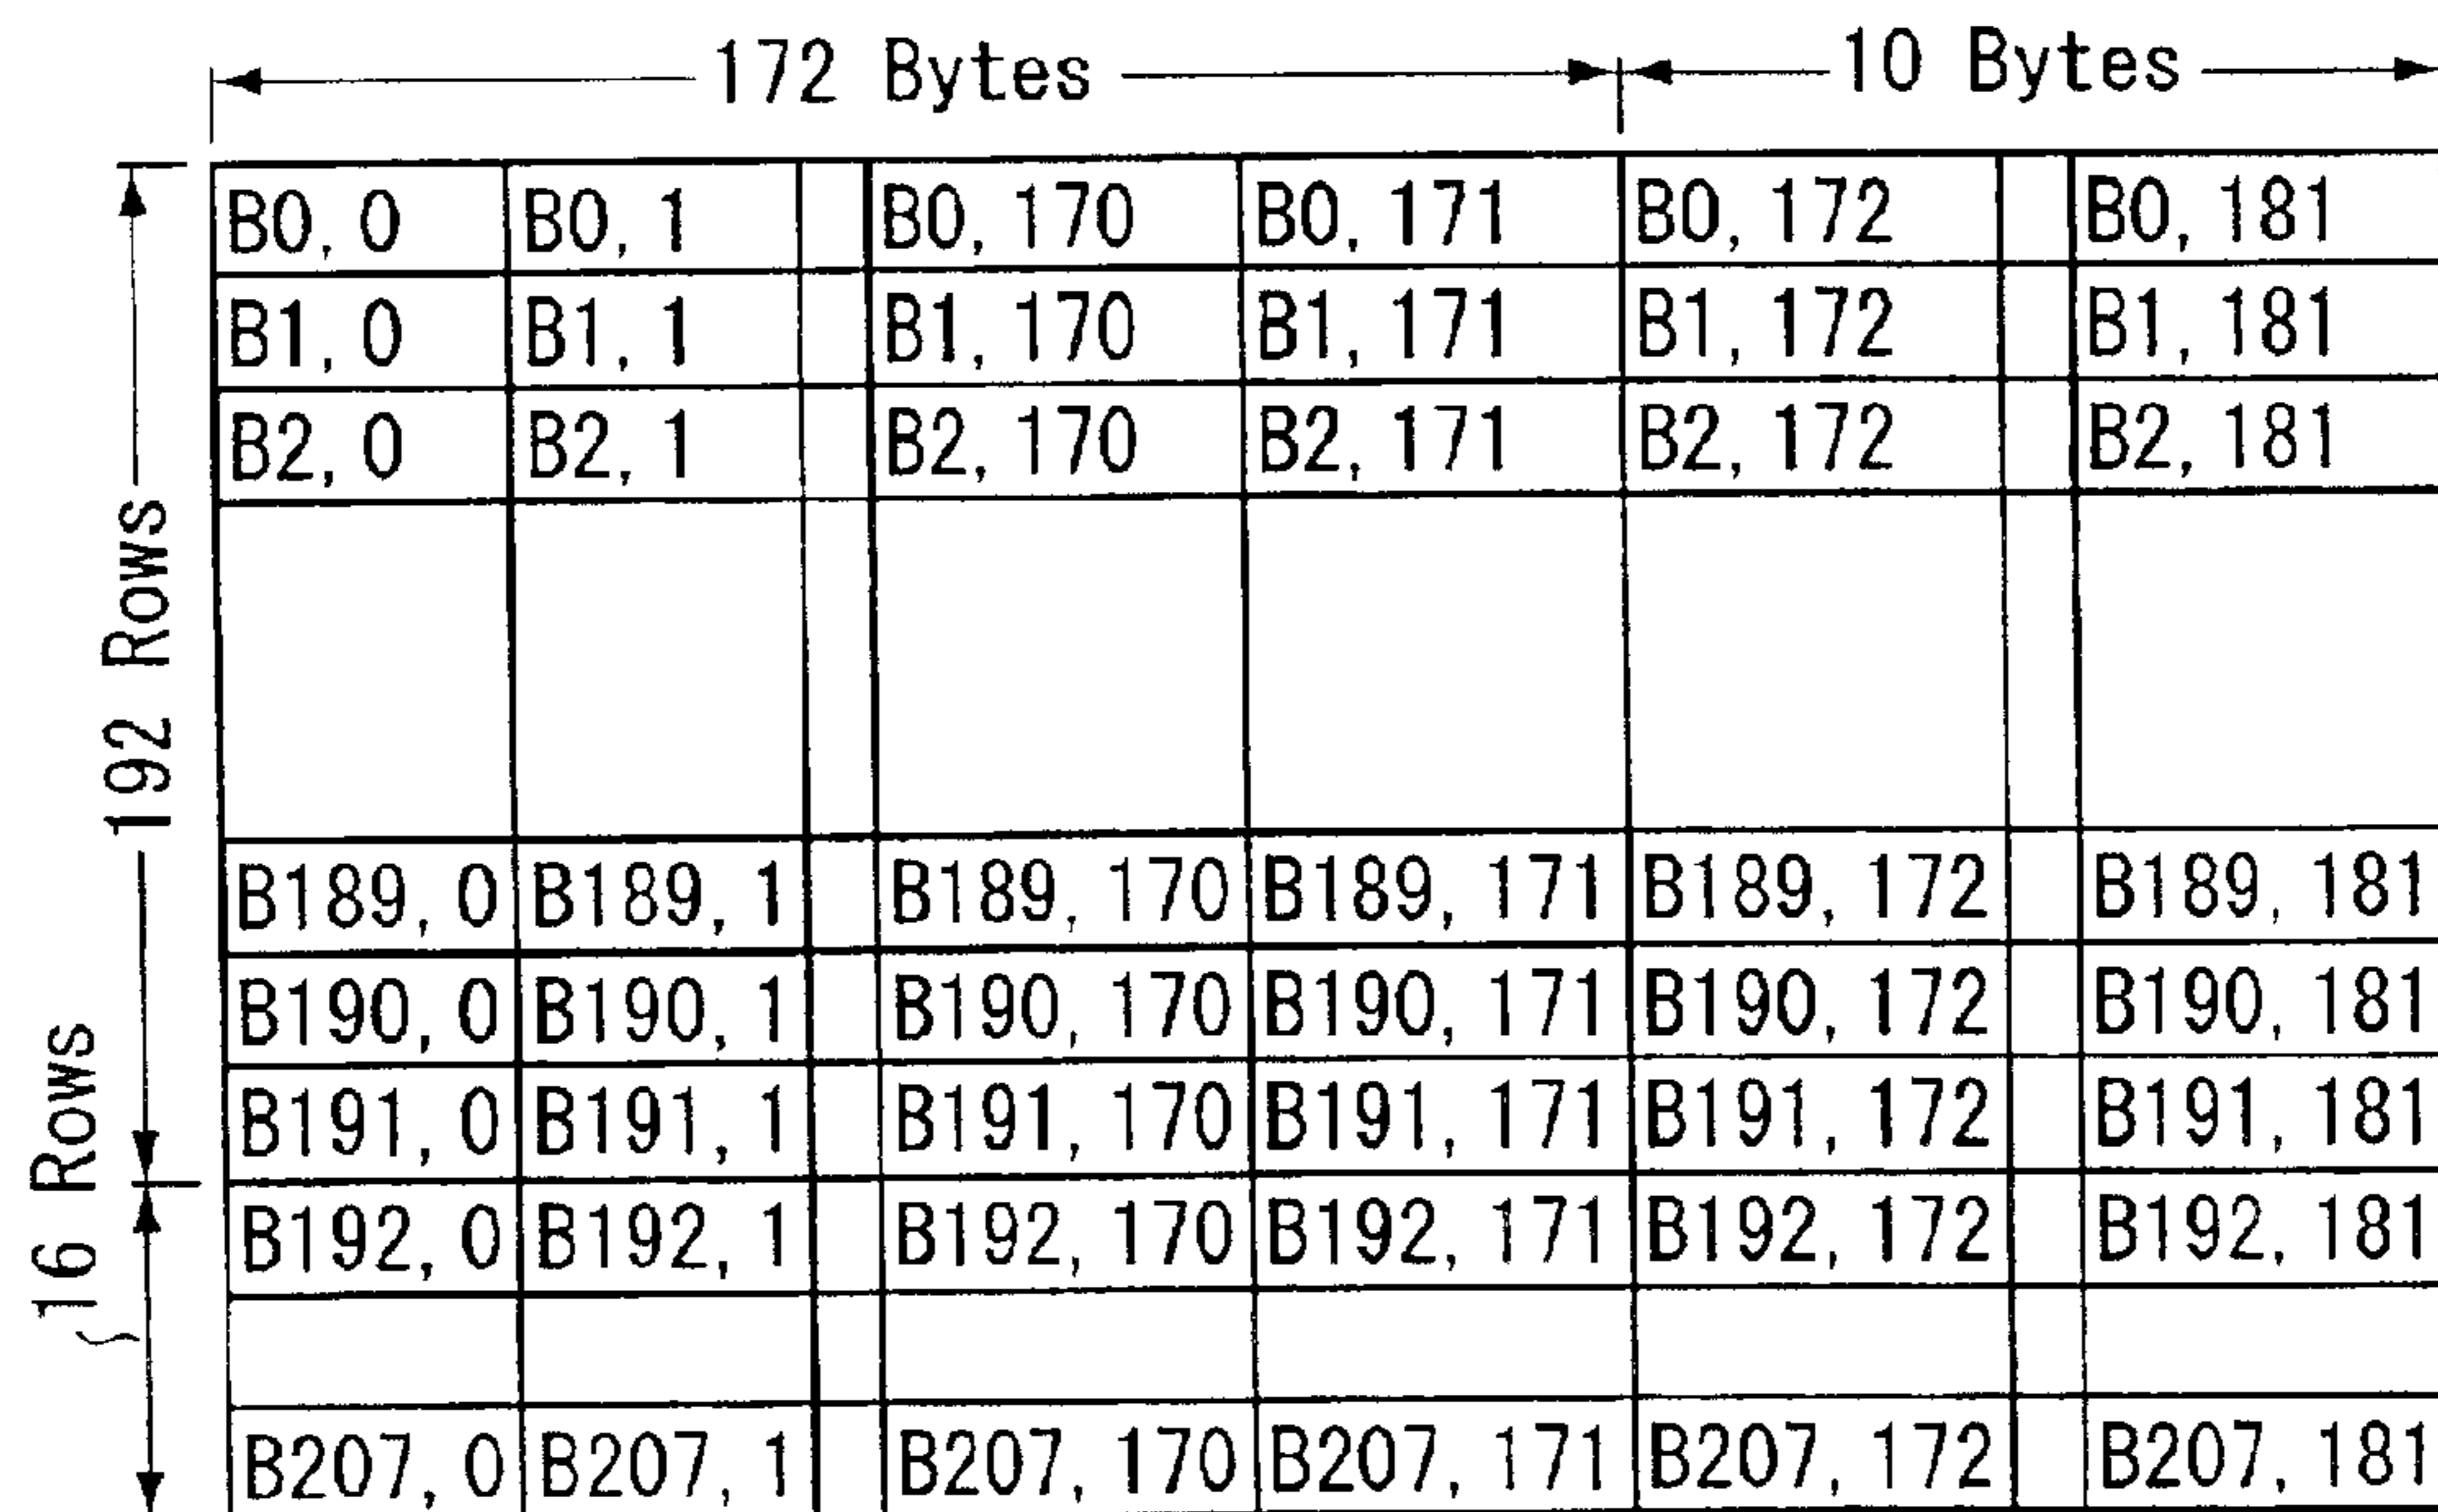 172 Bytes 10 Bytes
192 Rows
16 Rows
B0, 0 B0, 1 B0, 170 B0, 171 B0, 172 B0, 181
B1, 0 B1, 1 B1, 170 B1, 171 B1, 172 B1, 181
B2, 0 B2, 1 B2, 170 B2, 171 B2, 172 B2, 181
B189, 0 B189, 1 B189, 170 B189, 171 B189, 172 B189, 181
B190, 0 B190, 1 B190, 170 B190, 171 B190, 172 B190, 181
B191, 0 B191, 1 B191, 170 B191, 171 B191, 172 B191, 181
B192, 0 B192, 1 B192, 170 B192, 171 B192, 172 B192, 181
B207, 0 B207, 1 B207, 170 B207, 171 B207, 172 B207, 181